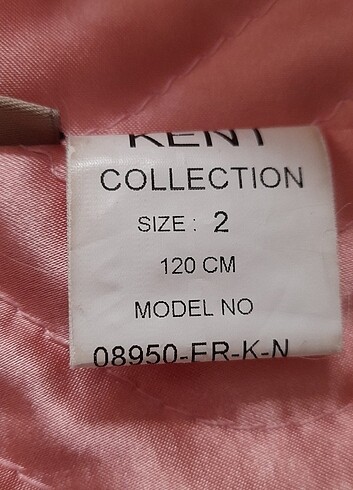 KENT
COLLECTION
SIZE : 2
120 CM
MODEL NO
08950-ER-K-N